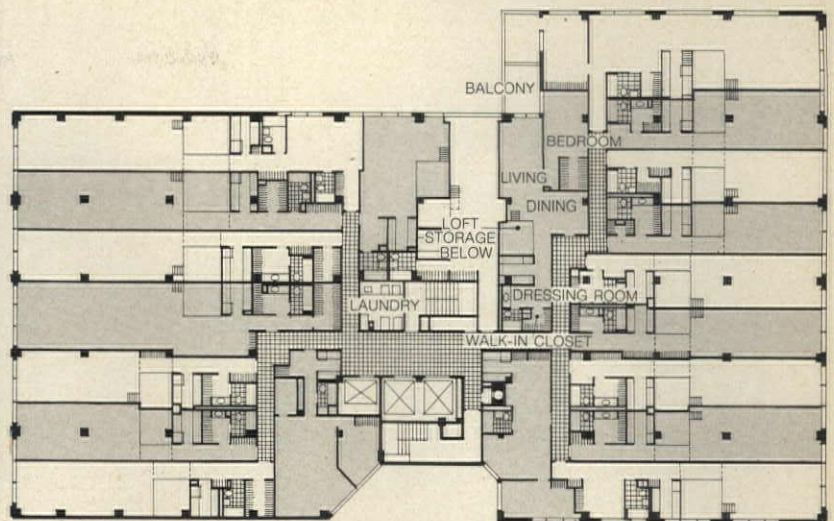 BALCONY
BEDROOM
LIVING
DINING
LOFT
STORAGE
BELOW
DRESSING ROOM
LAUNDRY
WALK-IN CLOSET